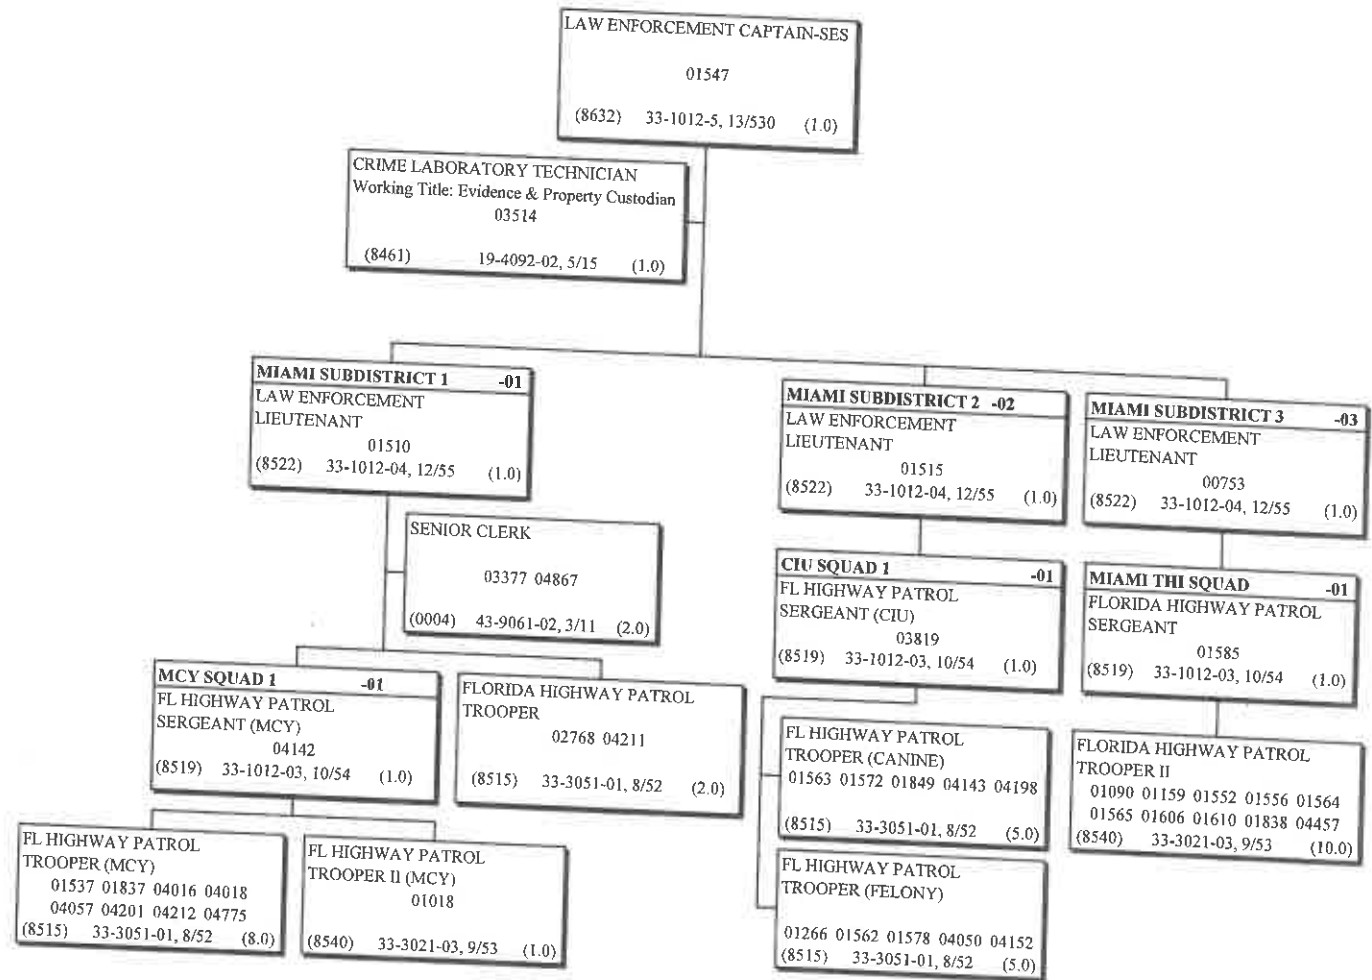 LAW ENFORCEMENT CAPTAIN-SES
01547
(8632) 33-1012-5, 13/530 (1.0)
CRIME LABORATORY TECHNICIAN
Working Title: Evidence & Property Custodian
03514
(8461) 19-4092-02, 5/15 (1.0)
MIAMI SUBDISTRICT 1 -01
LAW ENFORCEMENT
LIEUTENANT
01510
(8522) 33-1012-04, 12/55 (1.0)
SENIOR CLERK
03377 04867
(0004) 43-9061-02, 3/11 (2.0)
MCY SQUAD 1 -01
FL HIGHWAY PATROL
SERGEANT (MCY)
04142
(8519) 33-1012-03, 10/54 (1.0)
FLORIDA HIGHWAY PATROL
TROOPER
02768 04211
(8515) 33-3051-01, 8/52 (2.0)
FL HIGHWAY PATROL
TROOPER (MCY)
01537 01837 04016 04018
04057 04201 04212 04775
(8515) 33-3051-01, 8/52 (8.0)
FL HIGHWAY PATROL
TROOPER II (MCY)
01018
(8540) 33-3021-03, 9/53 (1.0)
MIAMI SUBDISTRICT 2 -02
LAW ENFORCEMENT
LIEUTENANT
01515
(8522) 33-1012-04, 12/55 (1.0)
CIU SQUAD 1 -01
FL HIGHWAY PATROL
SERGEANT (CIU)
03819
(8519) 33-1012-03, 10/54 (1.0)
FL HIGHWAY PATROL
TROOPER (CANINE)
01563 01572 01849 04143 04198
(8515) 33-3051-01, 8/52 (5.0)
FL HIGHWAY PATROL
TROOPER (FELONY)
01266 01562 01578 04050 04152
(8515) 33-3051-01, 8/52 (5.0)
MIAMI SUBDISTRICT 3 -03
LAW ENFORCEMENT
LIEUTENANT
00753
(8522) 33-1012-04, 12/55 (1.0)
MIAMI THI SQUAD -01
FLORIDA HIGHWAY PATROL
SERGEANT
01585
(8519) 33-1012-03, 10/54 (1.0)
FLORIDA HIGHWAY PATROL
TROOPER II
01090 01159 01552 01556 01564
01565 01606 01610 01838 04457
(8540) 33-3021-03, 9/53 (10.0)